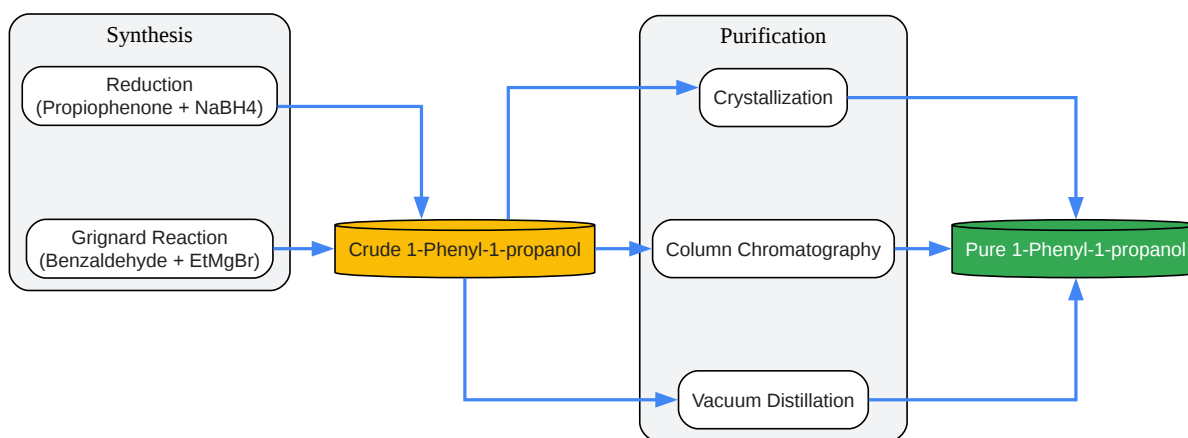 Synthesis
Reduction
(Propiophenone + NaBH4)
Grignard Reaction
(Benzaldehyde + EtMgBr)
Crude 1-Phenyl-1-propanol
Purification
Crystallization
Column Chromatography
Vacuum Distillation
Pure 1-Phenyl-1-propanol